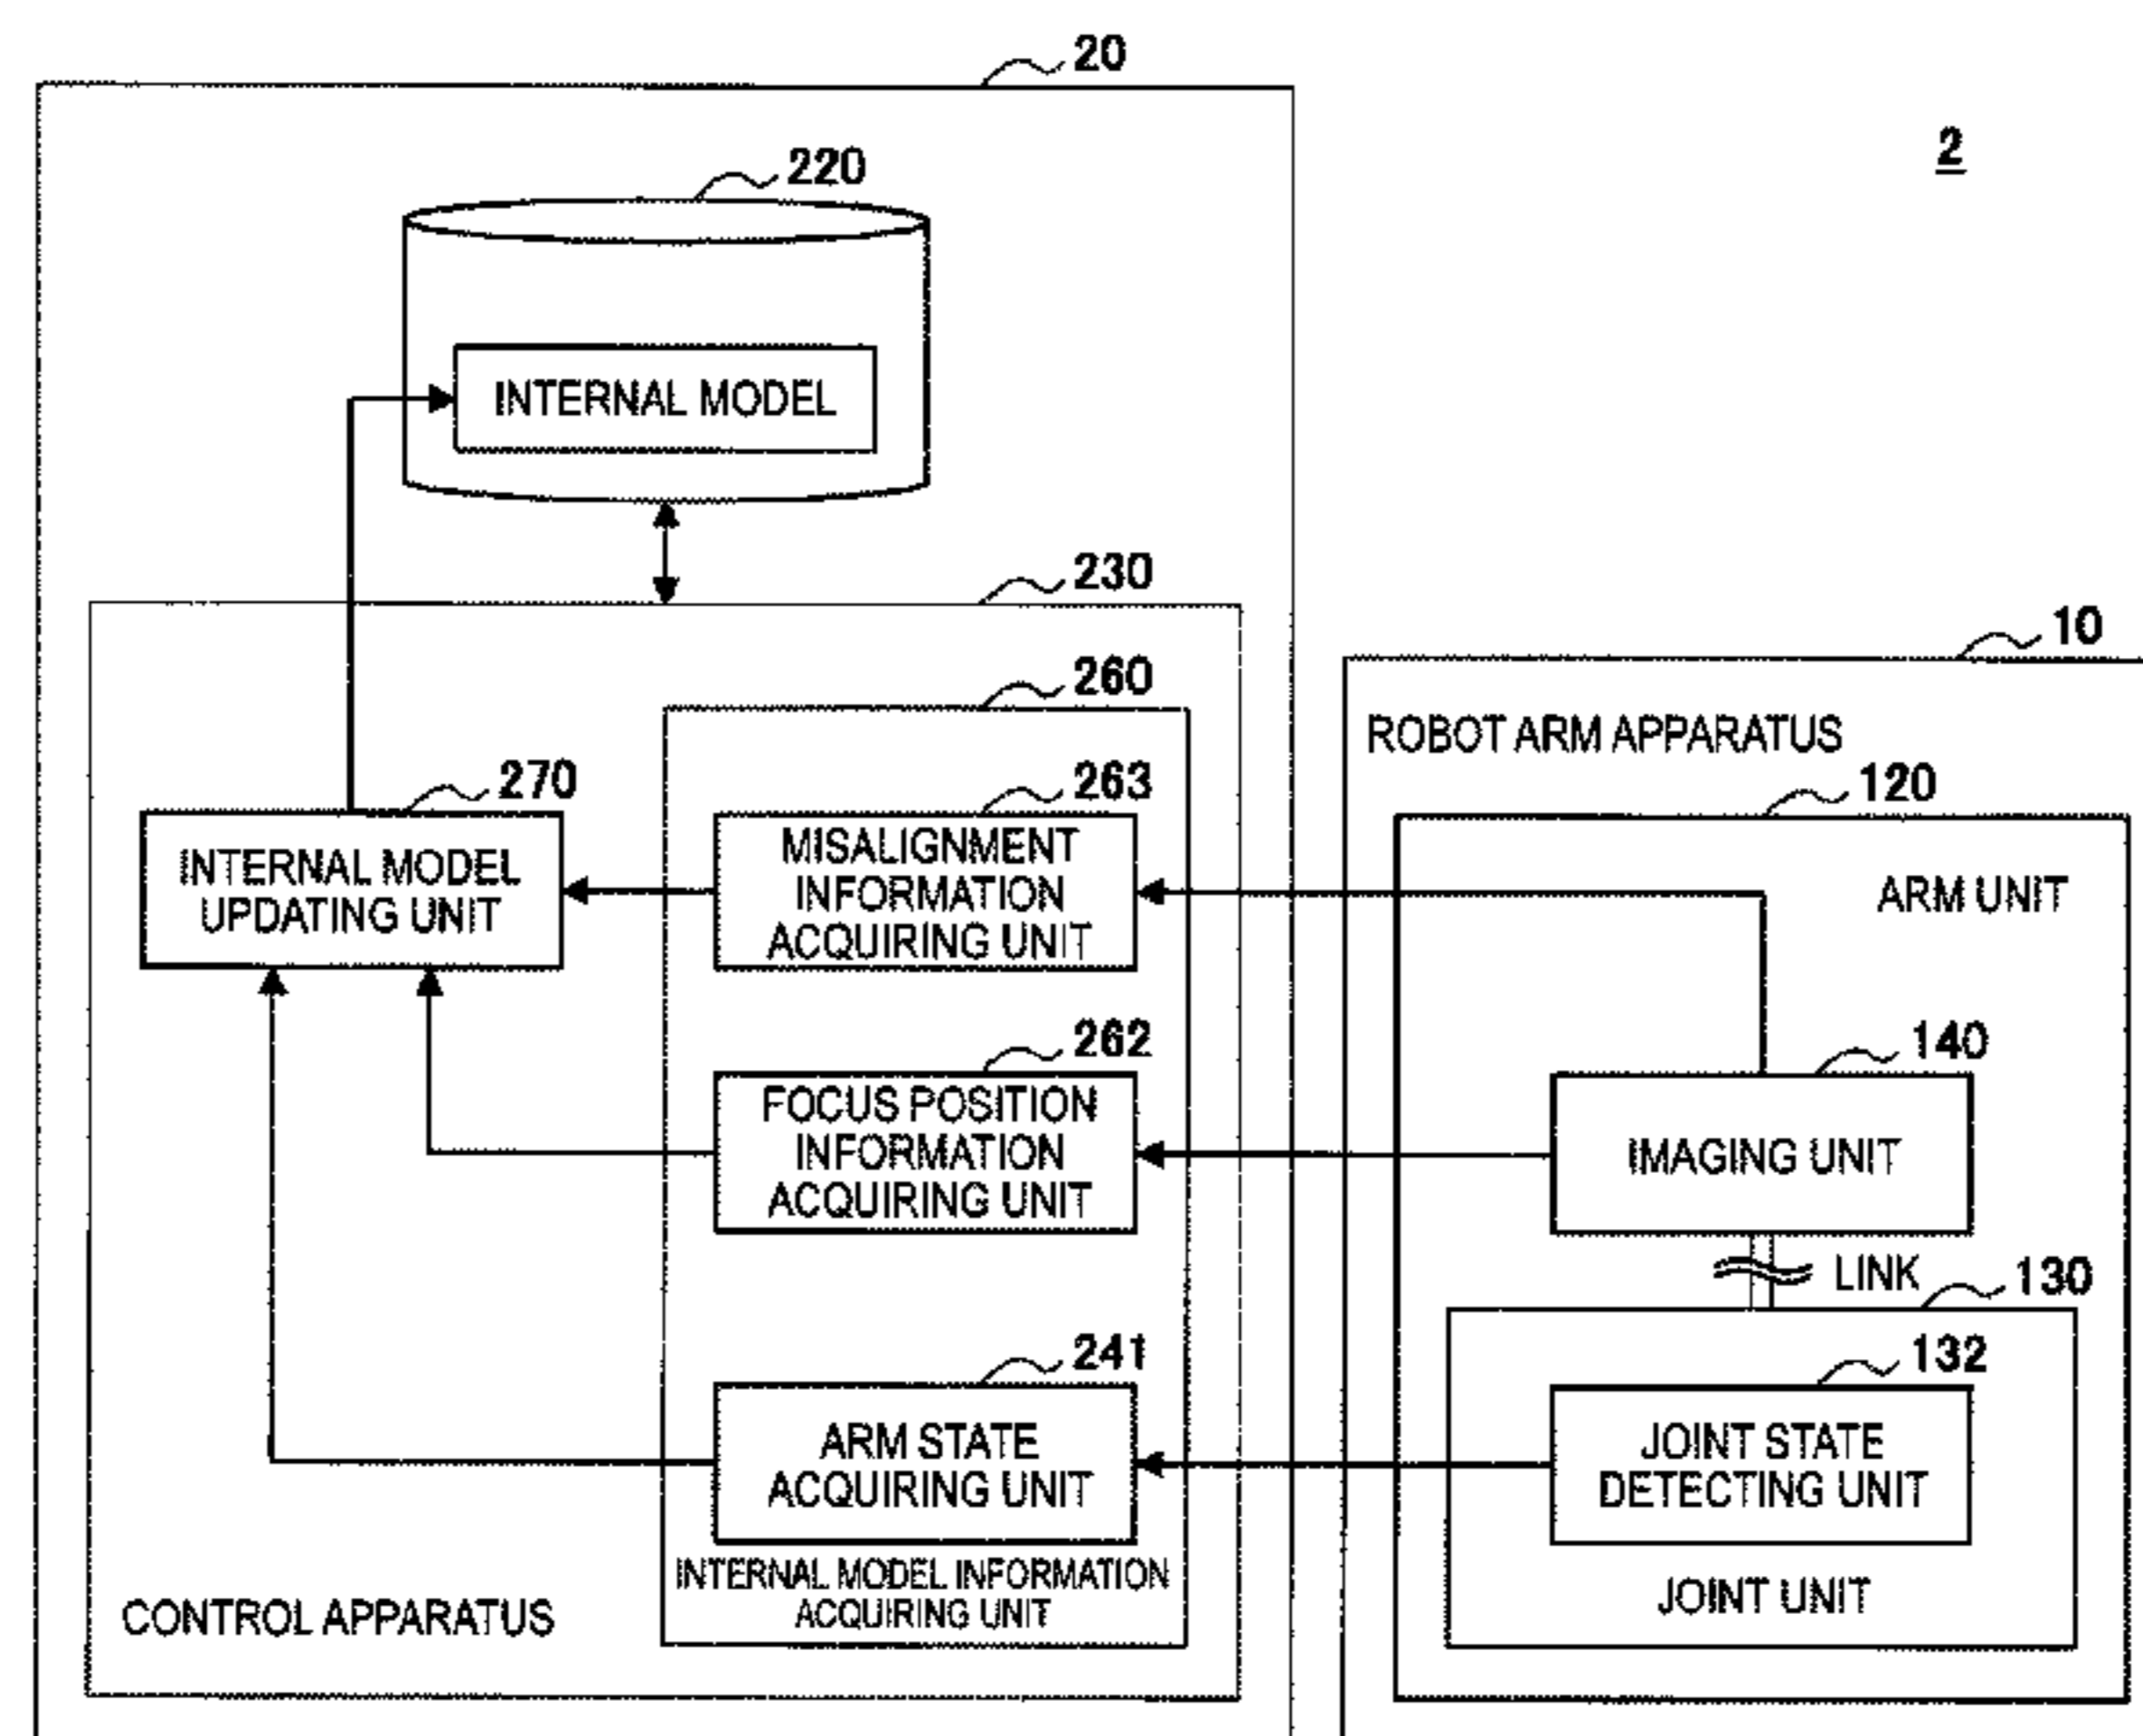 20
2
220
INTERNAL MODEL
230
10
260
ROBOT ARM APPARATUS
270
263
120
INTERNAL MODEL
UPDATING UNIT
MISALIGNMENT
INFORMATION
ACQUIRING UNIT
ARM UNIT
262
140
FOCUS POSITION
INFORMATION
ACQUIRING UNIT
IMAGING UNIT
LINK
130
241
132
ARM STATE
ACQUIRING UNIT
JOINT STATE
DETECTING UNIT
INTERNAL MODEL INFORMATION
ACQUIRING UNIT
JOINT UNIT
CONTROL APPARATUS